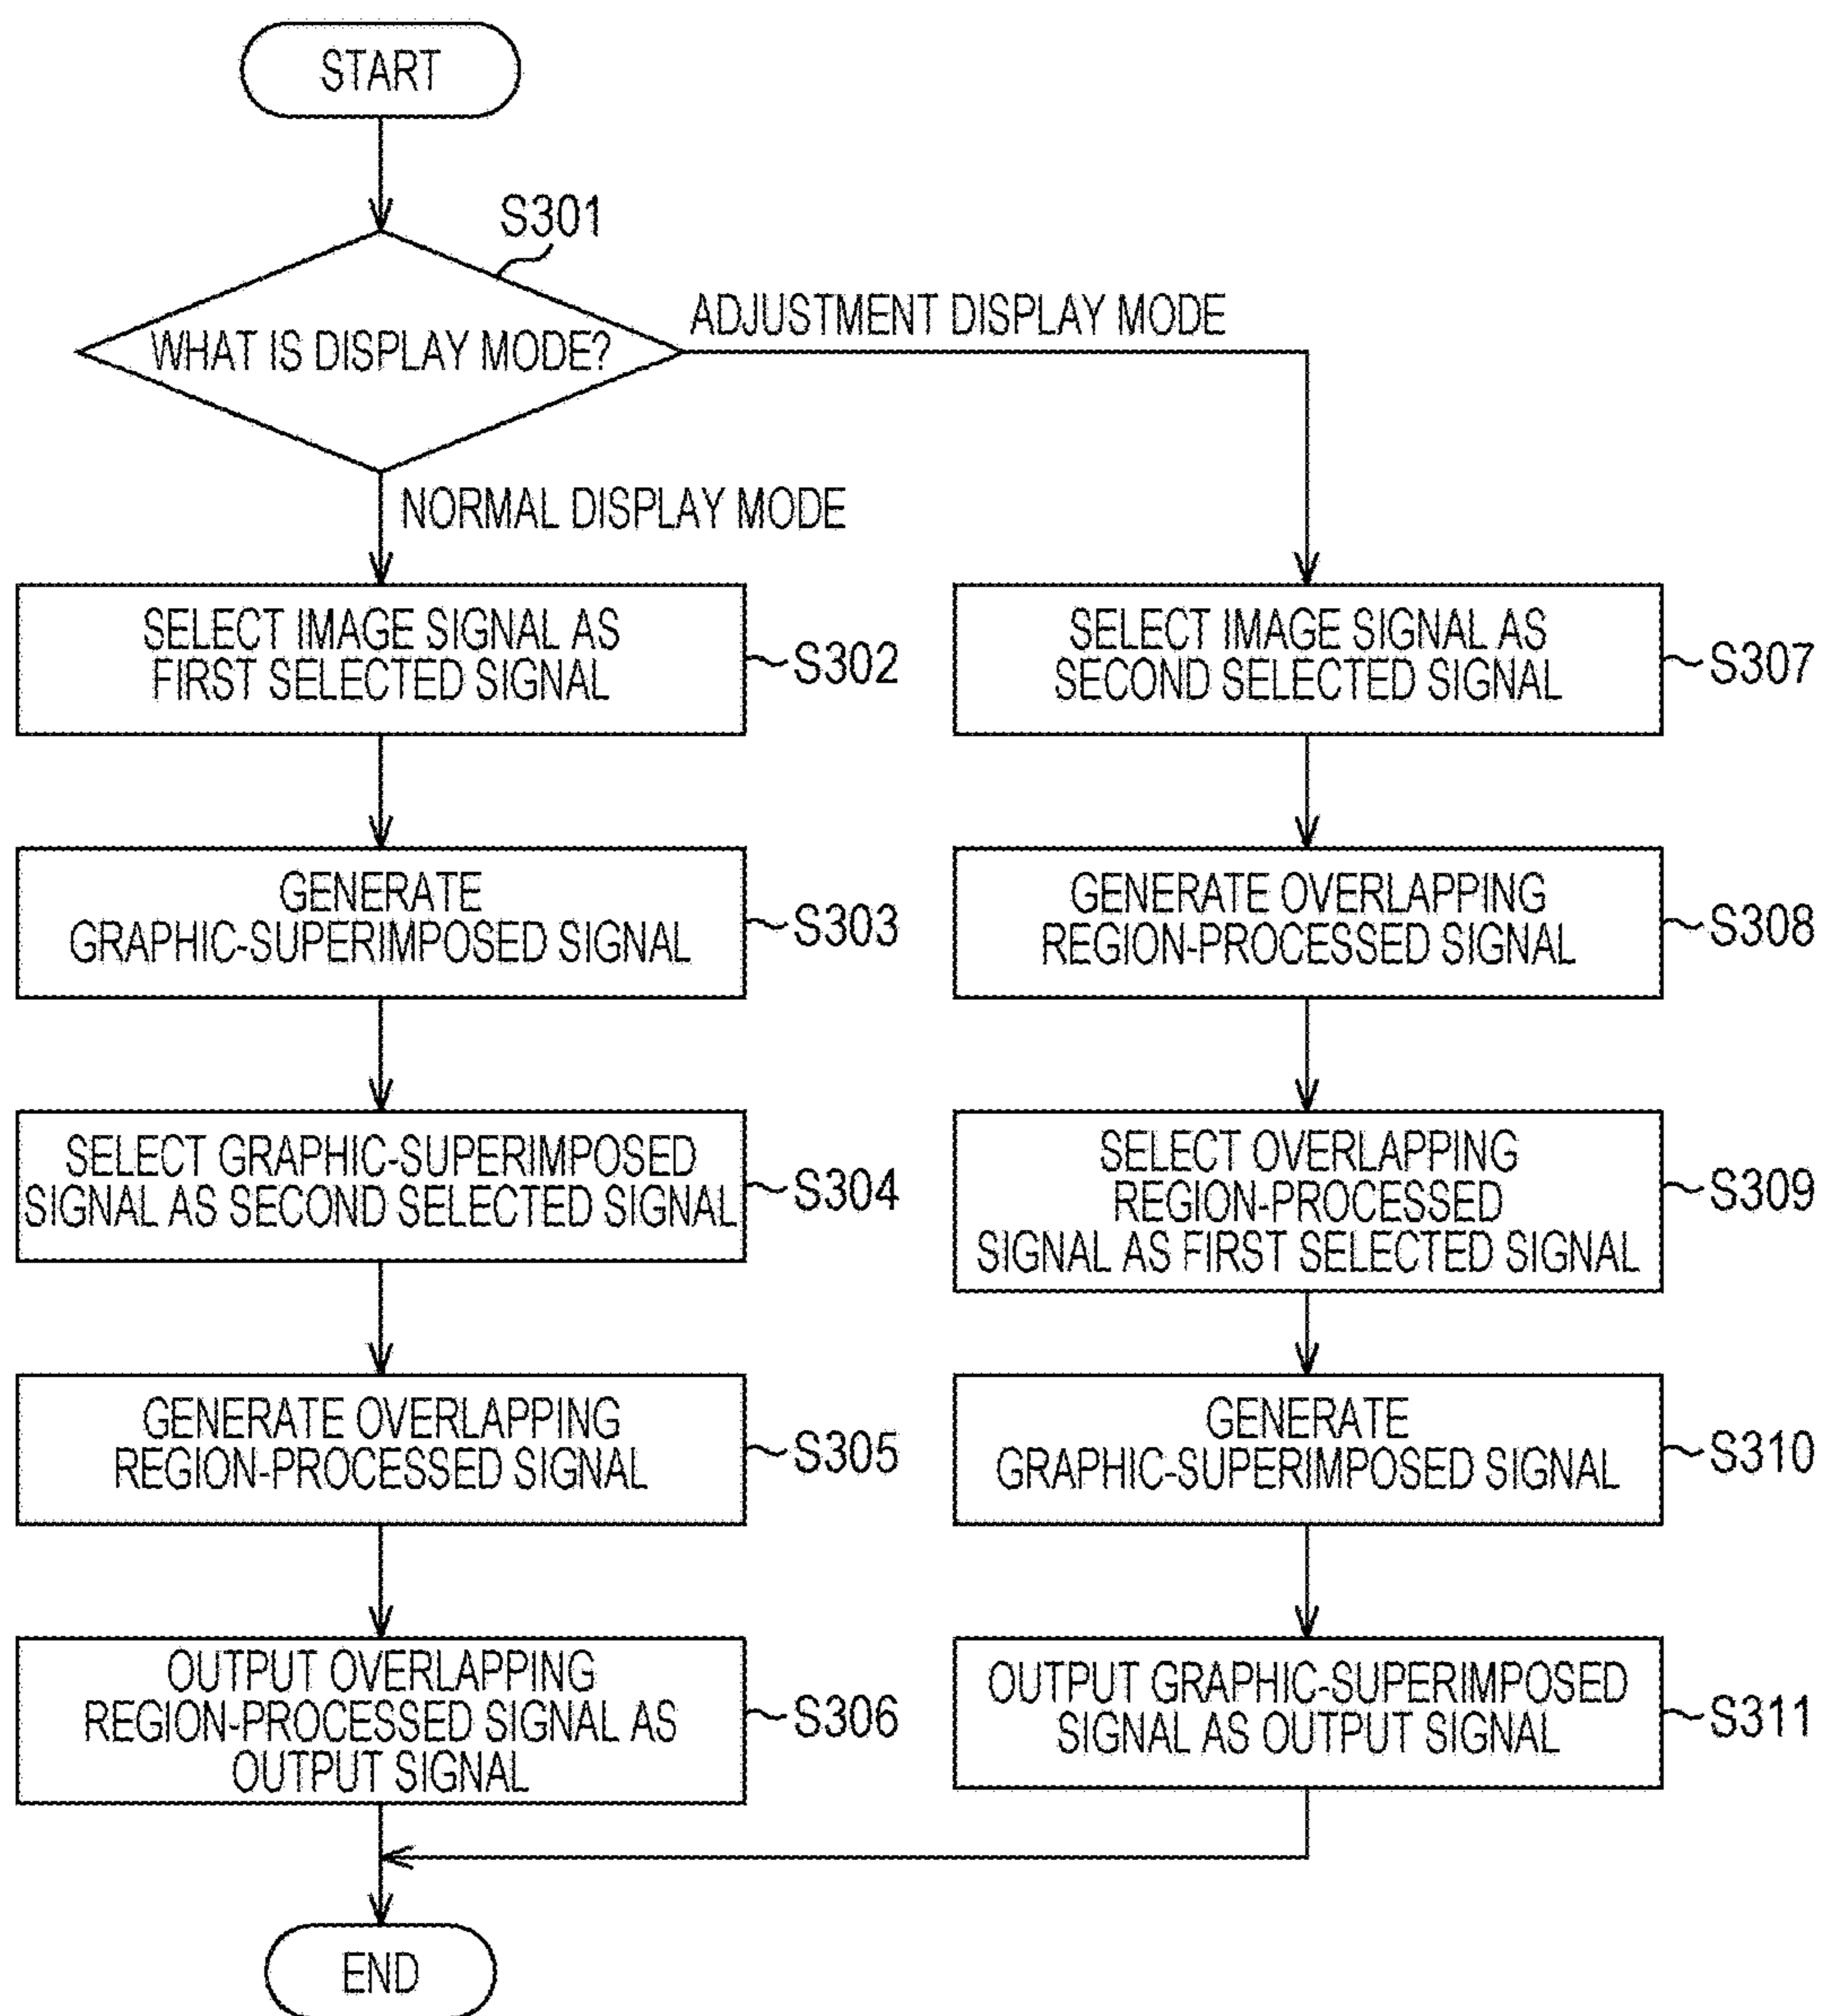 START
S301
WHAT IS DISPLAY MODE?
ADJUSTMENT DISPLAY MODE
NORMAL DISPLAY MODE
SELECT IMAGE SIGNAL AS
FIRST SELECTED SIGNAL
S302
GENERATE
GRAPHIC-SUPERIMPOSED SIGNAL
S303
SELECT GRAPHIC-SUPERIMPOSED
SIGNAL AS SECOND SELECTED SIGNAL
S304
GENERATE OVERLAPPING
REGION-PROCESSED SIGNAL
S305
OUTPUT OVERLAPPING
REGION-PROCESSED SIGNAL AS
OUTPUT SIGNAL
S306
SELECT IMAGE SIGNAL AS
SECOND SELECTED SIGNAL
S307
GENERATE OVERLAPPING
REGION-PROCESSED SIGNAL
S308
SELECT OVERLAPPING
REGION-PROCESSED
SIGNAL AS FIRST SELECTED SIGNAL
S309
GENERATE
GRAPHIC-SUPERIMPOSED SIGNAL
S310
OUTPUT GRAPHIC-SUPERIMPOSED
SIGNAL AS OUTPUT SIGNAL
S311
END